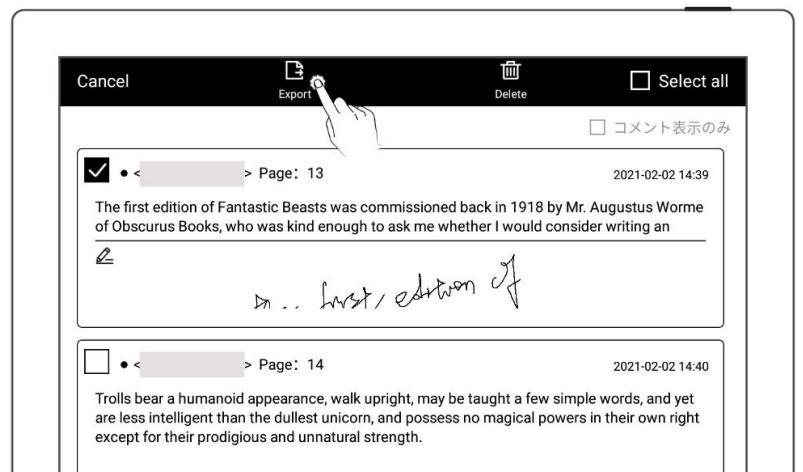 Cancel
Export
Delete
Select all
コメント表示のみ
• < > Page: 13
2021-02-02 14:39
The first edition of Fantastic Beasts was commissioned back in 1918 by Mr. Augustus Worme
of Obscurus Books, who was kind enough to ask me whether I would consider writing an
first, edition of
• < > Page: 14
2021-02-02 14:40
Trolls bear a humanoid appearance, walk upright, may be taught a few simple words, and yet
are less intelligent than the dullest unicorn, and possess no magical powers in their own right
except for their prodigious and unnatural strength.